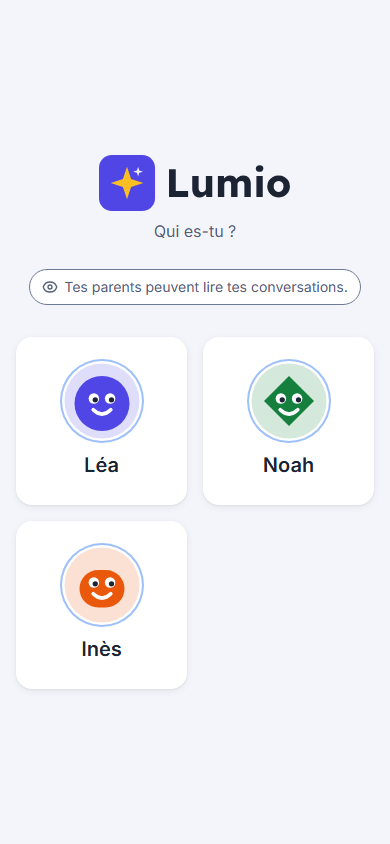 Lumio
Qui es-tu ?
Tes parents peuvent lire tes conversations.
Léa
Noah
Inès